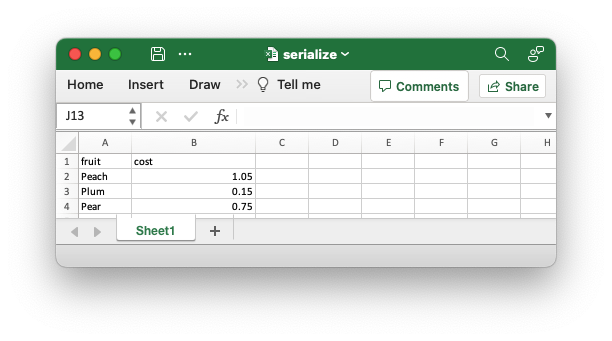 serialize
Home Insert Draw Tell me Comments Share
J13 fx
A B C D E F G H
1 fruit cost
2 Peach 1.05
3 Plum 0.15
4 Pear 0.75
Sheet1 +